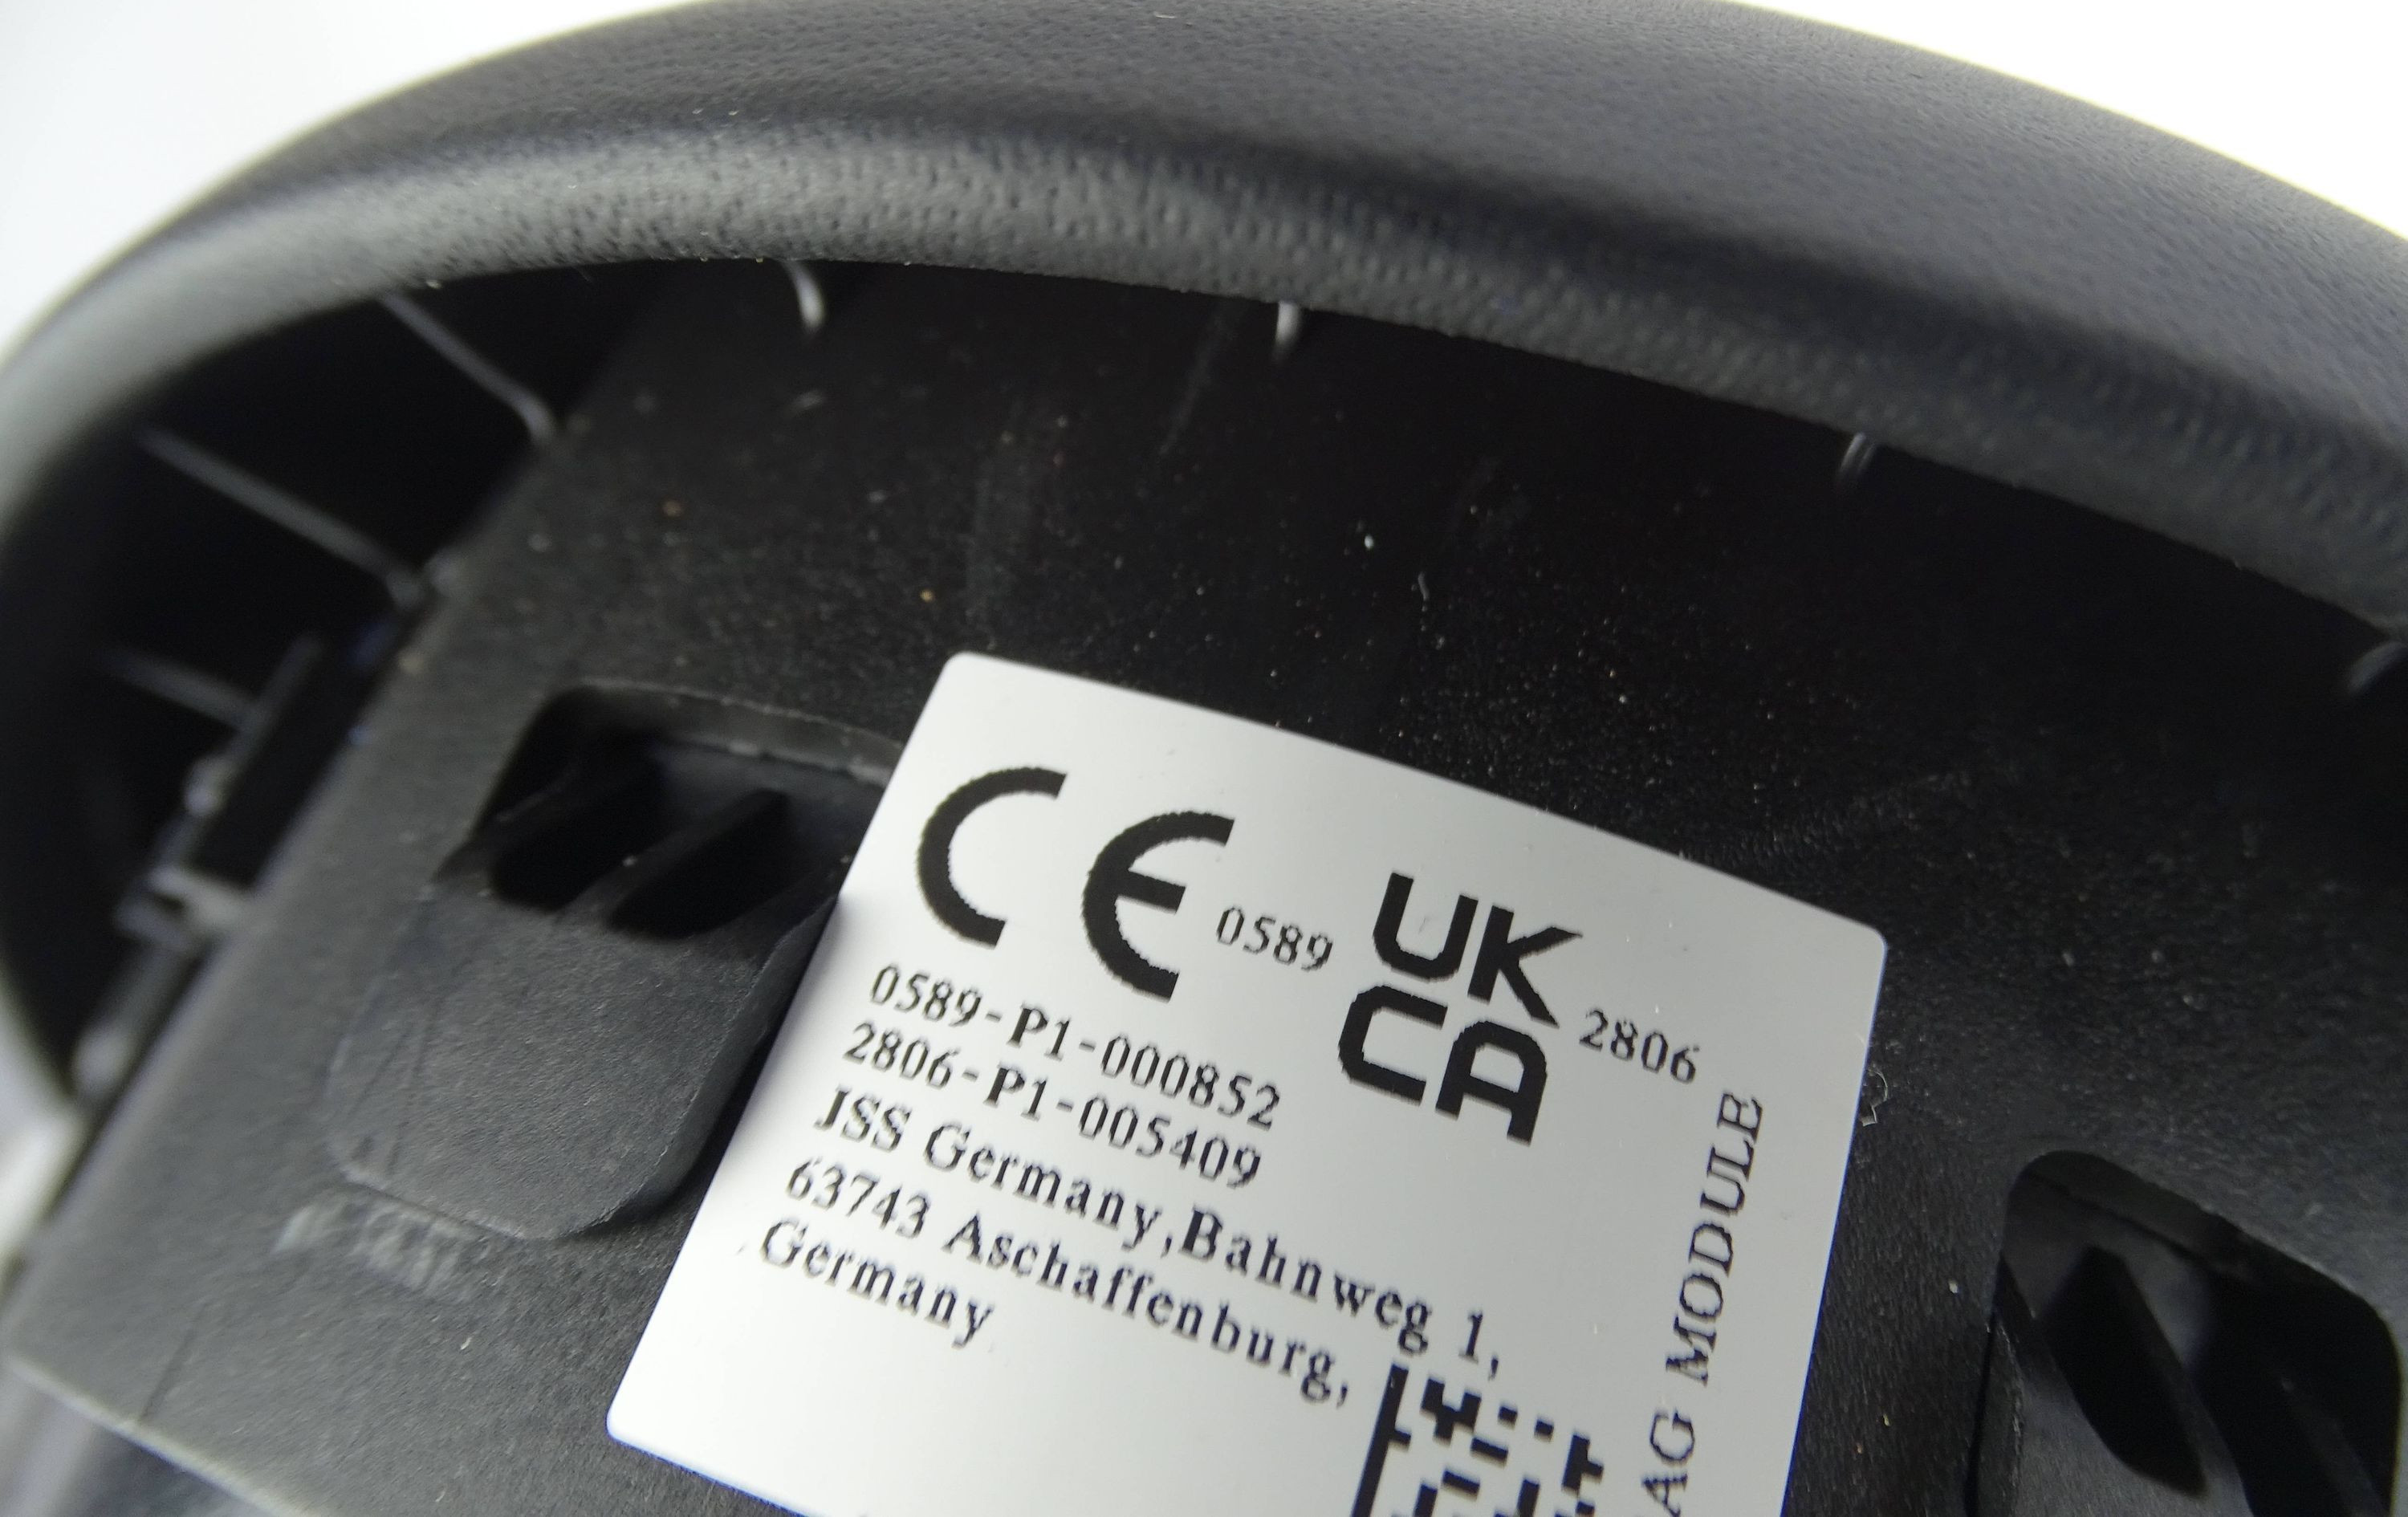 CE 0589 UK CA 2806
0589-P1-000852
2806-P1-005409
JSS Germany,Bahnweg 1,
63743 Aschaffenburg,
Germany
AG MODULE